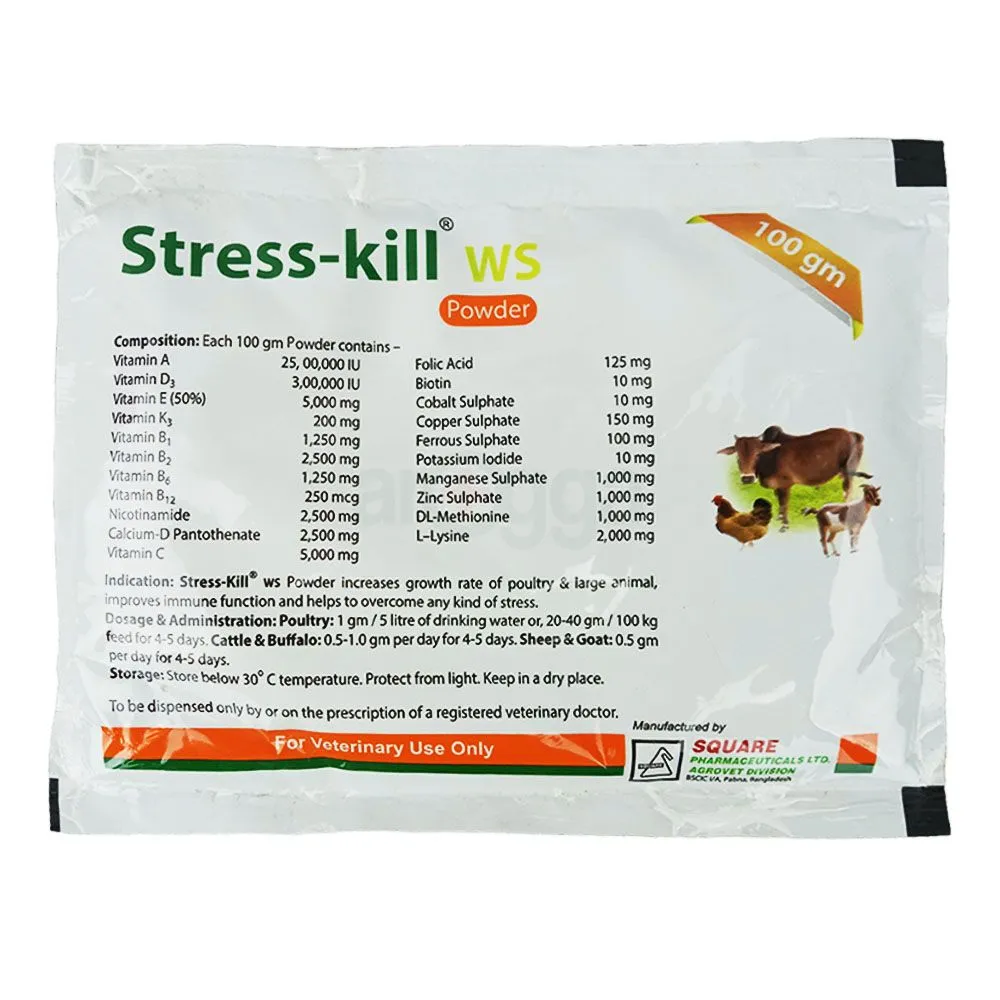 Stress-kill® ws
Powder
100 gm
Composition: Each 100 gm Powder contains –
Vitamin A 25, 00,000 IU
Vitamin D3 3,00,000 IU
Vitamin E (50%) 5,000 mg
Vitamin K3 200 mg
Vitamin B1 1,250 mg
Vitamin B2 2,500 mg
Vitamin B6 1,250 mg
Vitamin B12 250 mcg
Nicotinamide 2,500 mg
Calcium-D Pantothenate 2,500 mg
Vitamin C 5,000 mg
Folic Acid 125 mg
Biotin 10 mg
Cobalt Sulphate 10 mg
Copper Sulphate 150 mg
Ferrous Sulphate 100 mg
Potassium Iodide 10 mg
Manganese Sulphate 1,000 mg
Zinc Sulphate 1,000 mg
DL-Methionine 1,000 mg
L–Lysine 2,000 mg
Indication: Stress-Kill® ws Powder increases growth rate of poultry & large animal,
improves immune function and helps to overcome any kind of stress.
Dosage & Administration: Poultry: 1 gm / 5 litre of drinking water or, 20-40 gm / 100 kg
feed for 4-5 days. Cattle & Buffalo: 0.5-1.0 gm per day for 4-5 days. Sheep & Goat: 0.5 gm
per day for 4-5 days.
Storage: Store below 30° C temperature. Protect from light. Keep in a dry place.
To be dispensed only by or on the prescription of a registered veterinary doctor.
For Veterinary Use Only
Manufactured by
SQUARE
SQUARE
PHARMACEUTICALS LTD.
AGROVET DIVISION
BSCIC I/A, Pabna, Bangladesh